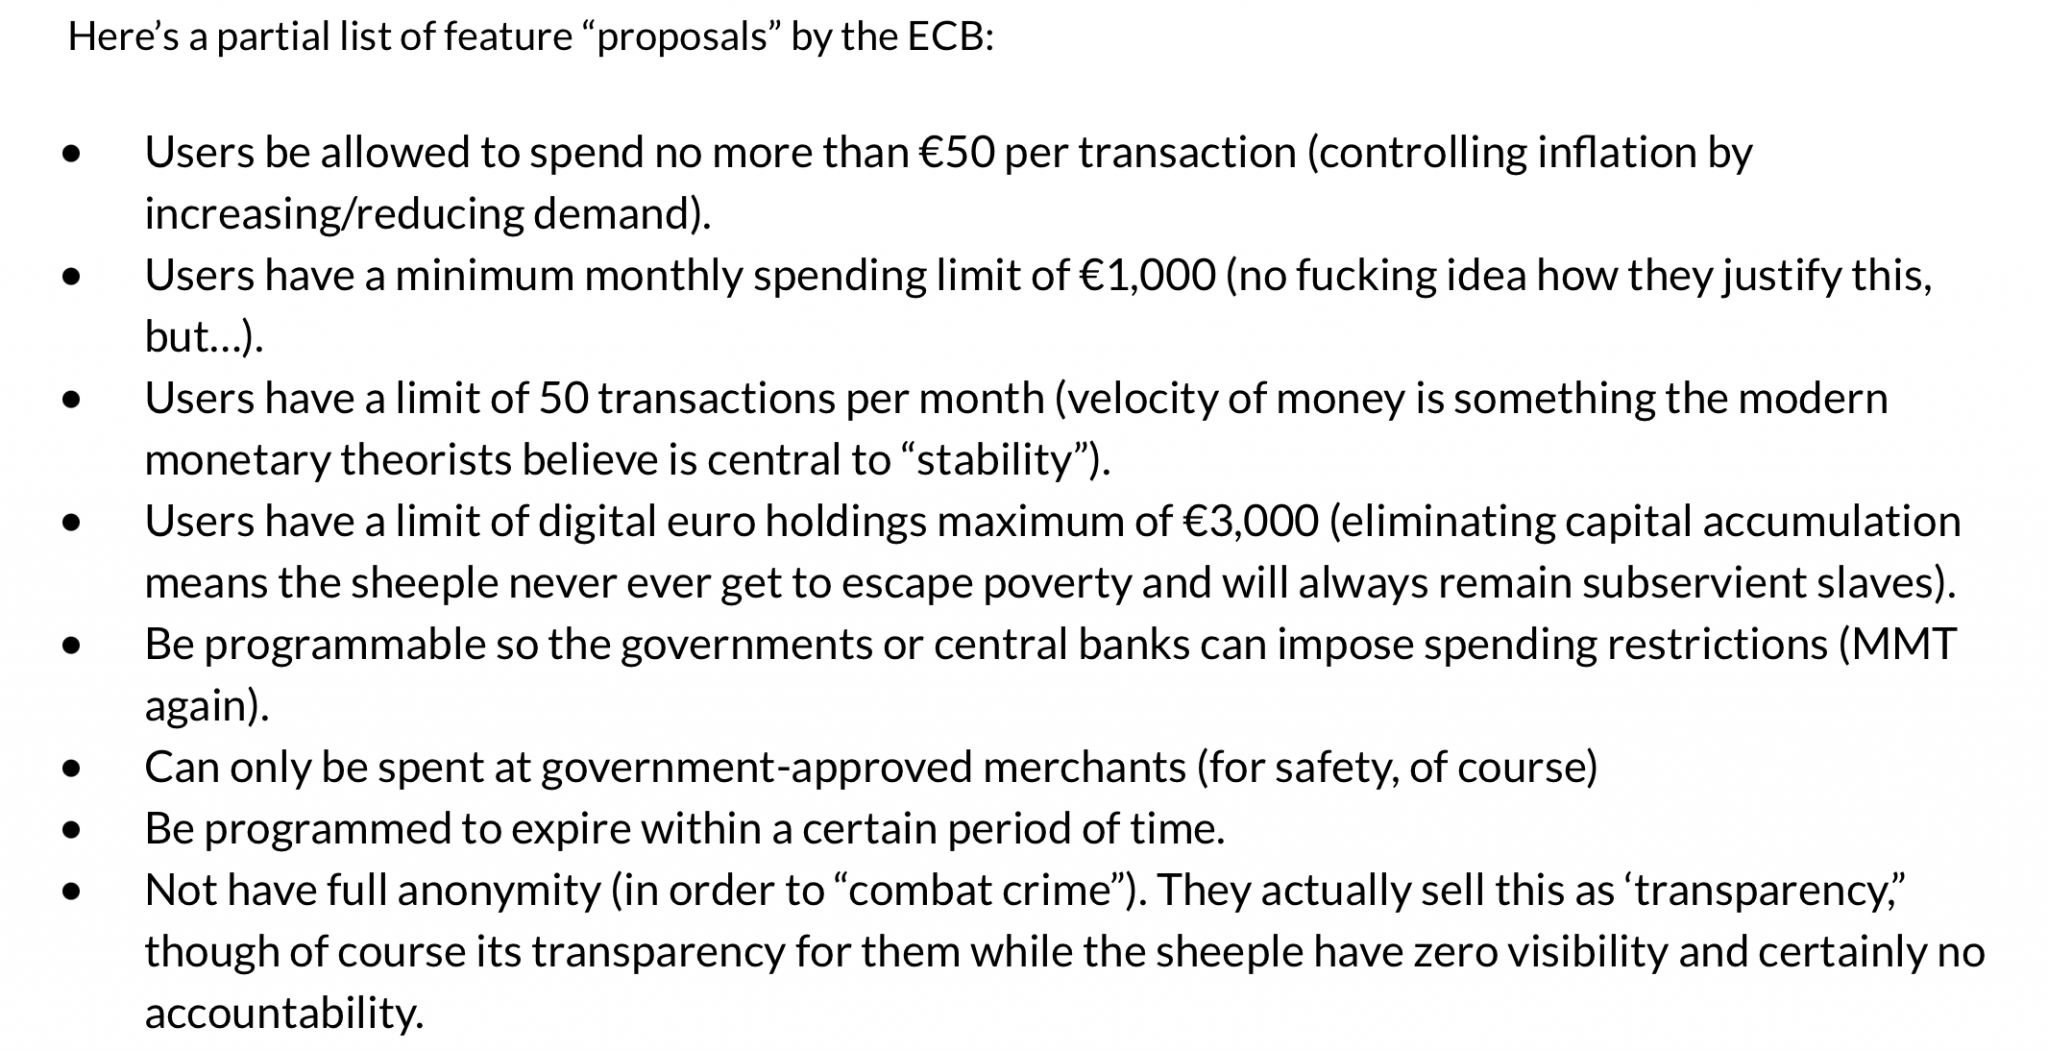 Here’s a partial list of feature “proposals” by the ECB:
• Users be allowed to spend no more than €50 per transaction (controlling inflation by
increasing/reducing demand).
• Users have a minimum monthly spending limit of €1,000 (no fucking idea how they justify this,
but…).
• Users have a limit of 50 transactions per month (velocity of money is something the modern
monetary theorists believe is central to “stability”).
• Users have a limit of digital euro holdings maximum of €3,000 (eliminating capital accumulation
means the sheeple never ever get to escape poverty and will always remain subservient slaves).
• Be programmable so the governments or central banks can impose spending restrictions (MMT
again).
• Can only be spent at government-approved merchants (for safety, of course)
• Be programmed to expire within a certain period of time.
• Not have full anonymity (in order to “combat crime”). They actually sell this as ‘transparency,”
though of course its transparency for them while the sheeple have zero visibility and certainly no
accountability.